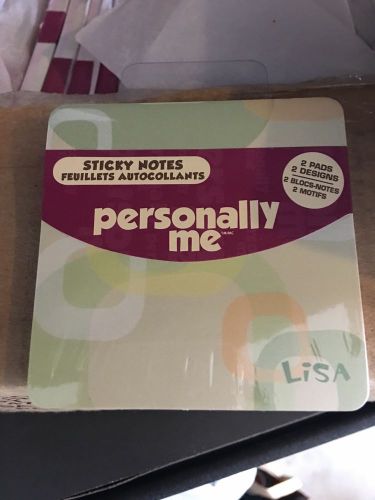 STICKY NOTES
FEUILLETS AUTOCOLLANTS
2 PADS
2 DESIGNS
2 BLOCS-NOTES
2 MOTIFS
personally
me
LiSA